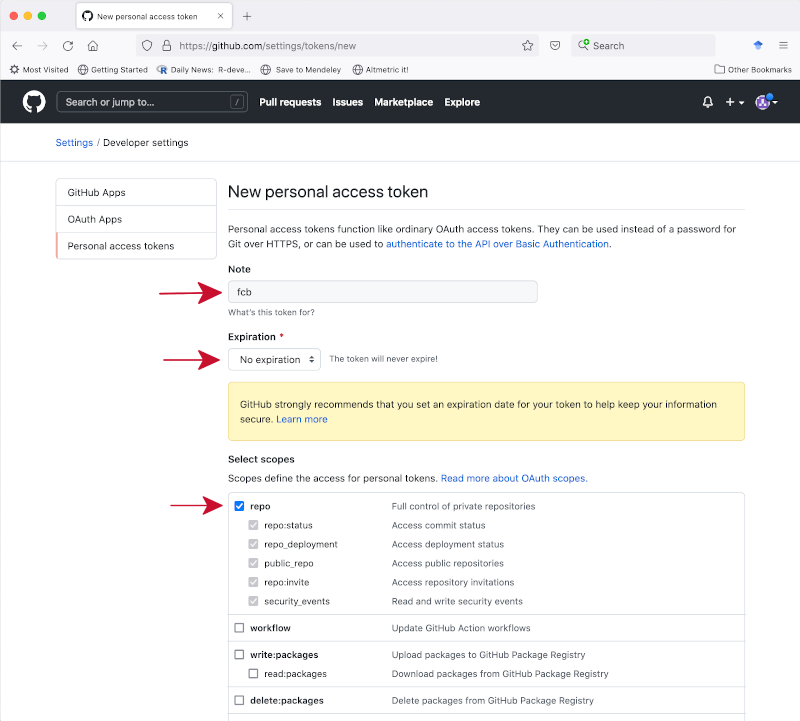 New personal access token
https://github.com/settings/tokens/new
Search
Most Visited
Getting Started
Daily News: R-deve...
Save to Mendeley
Altmetric it!
Other Bookmarks
Search or jump to...
/
Pull requests
Issues
Marketplace
Explore
Settings / Developer settings
GitHub Apps
OAuth Apps
Personal access tokens
New personal access token
Personal access tokens function like ordinary OAuth access tokens. They can be used instead of a password for
Git over HTTPS, or can be used to authenticate to the API over Basic Authentication.
Note
fcb
What's this token for?
Expiration *
No expiration
The token will never expire!
GitHub strongly recommends that you set an expiration date for your token to help keep your information
secure. Learn more
Select scopes
Scopes define the access for personal tokens. Read more about OAuth scopes.
repo Full control of private repositories
repo:status Access commit status
repo_deployment Access deployment status
public_repo Access public repositories
repo:invite Access repository invitations
security_events Read and write security events
workflow Update GitHub Action workflows
write:packages Upload packages to GitHub Package Registry
read:packages Download packages from GitHub Package Registry
delete:packages Delete packages from GitHub Package Registry